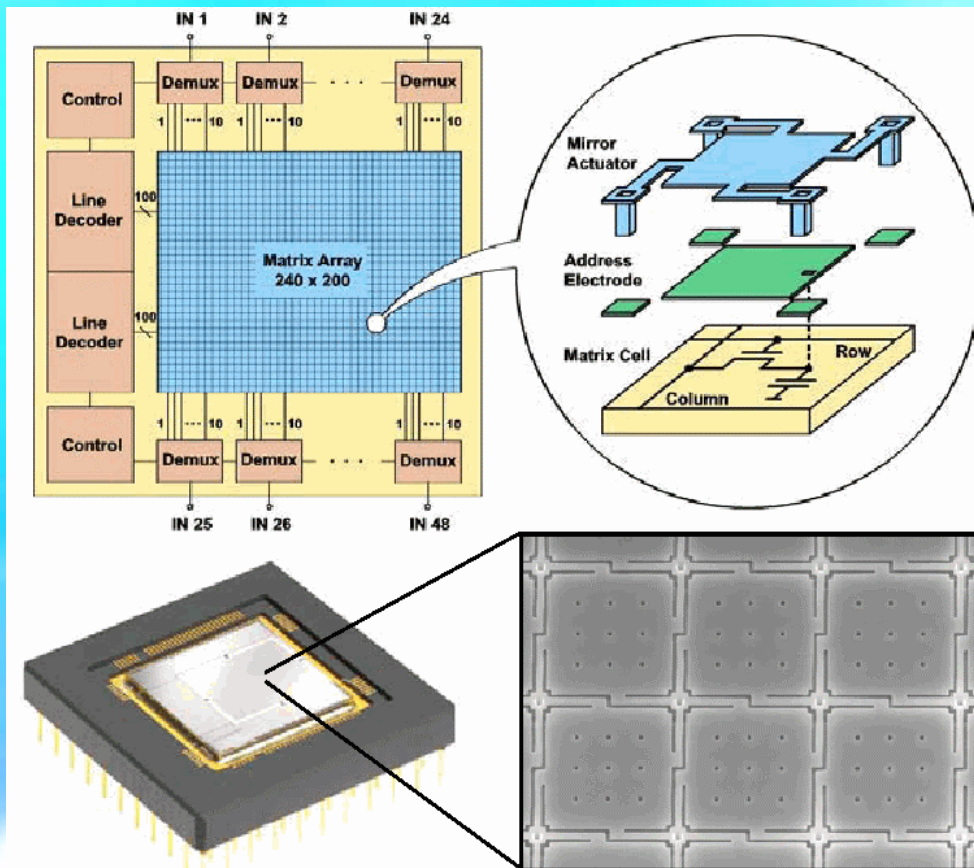 IN 1
IN 2
IN 24
Control
Demux
Demux
Demux
1
10
1
10
1
10
Line
Decoder
100
Matrix Array
240 x 200
Line
Decoder
100
Control
1
10
1
10
1
10
Demux
Demux
Demux
IN 25
IN 26
IN 48
Mirror
Actuator
Address
Electrode
Matrix Cell
Row
Column